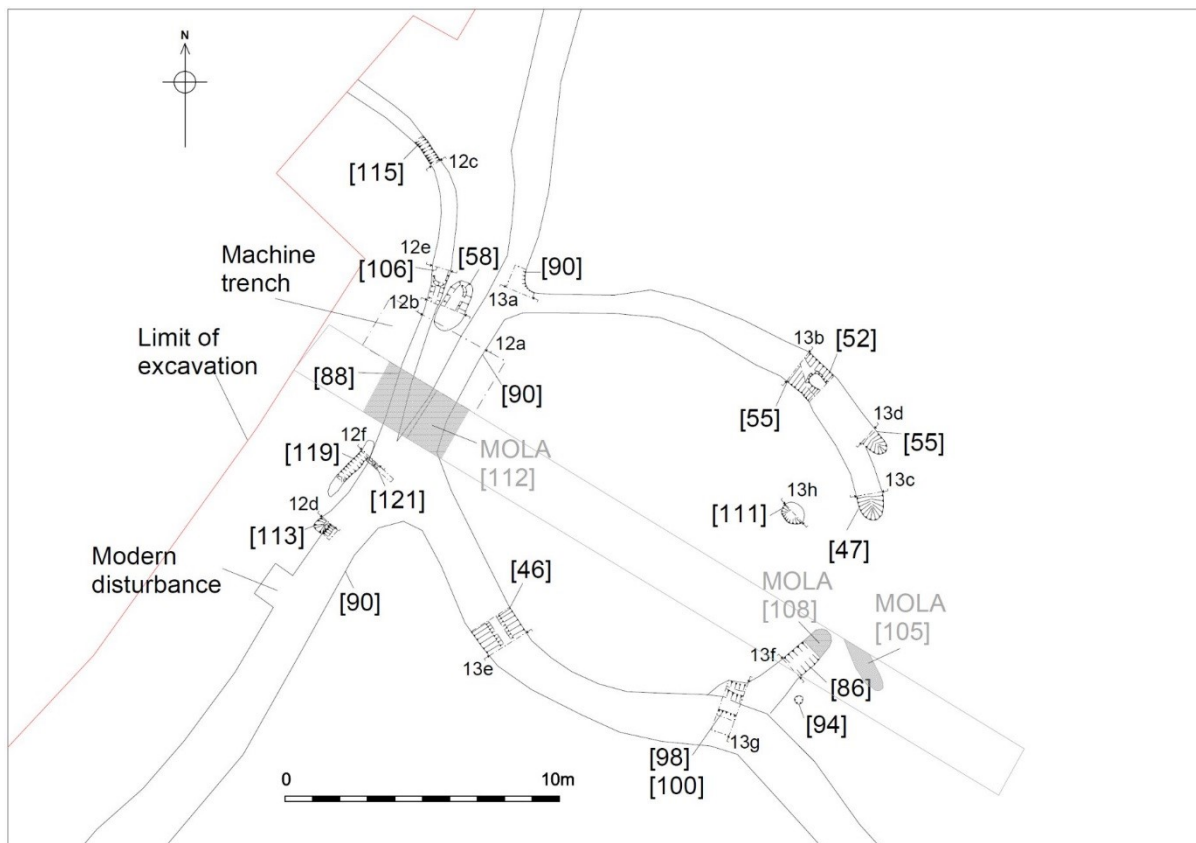 N
[115]
12c
12e
[58]
[106]
[90]
Machine
trench
12b
13a
Limit of
excavation
12a
13b
[52]
[88]
[90]
[55]
13d
[55]
MOLA
[112]
12f
[119]
[121]
13h
13c
[111]
12d
[113]
[47]
Modern
disturbance
[46]
MOLA
[108]
MOLA
[105]
[90]
13e
13f
[86]
[94]
13g
[98]
[100]
0
10m